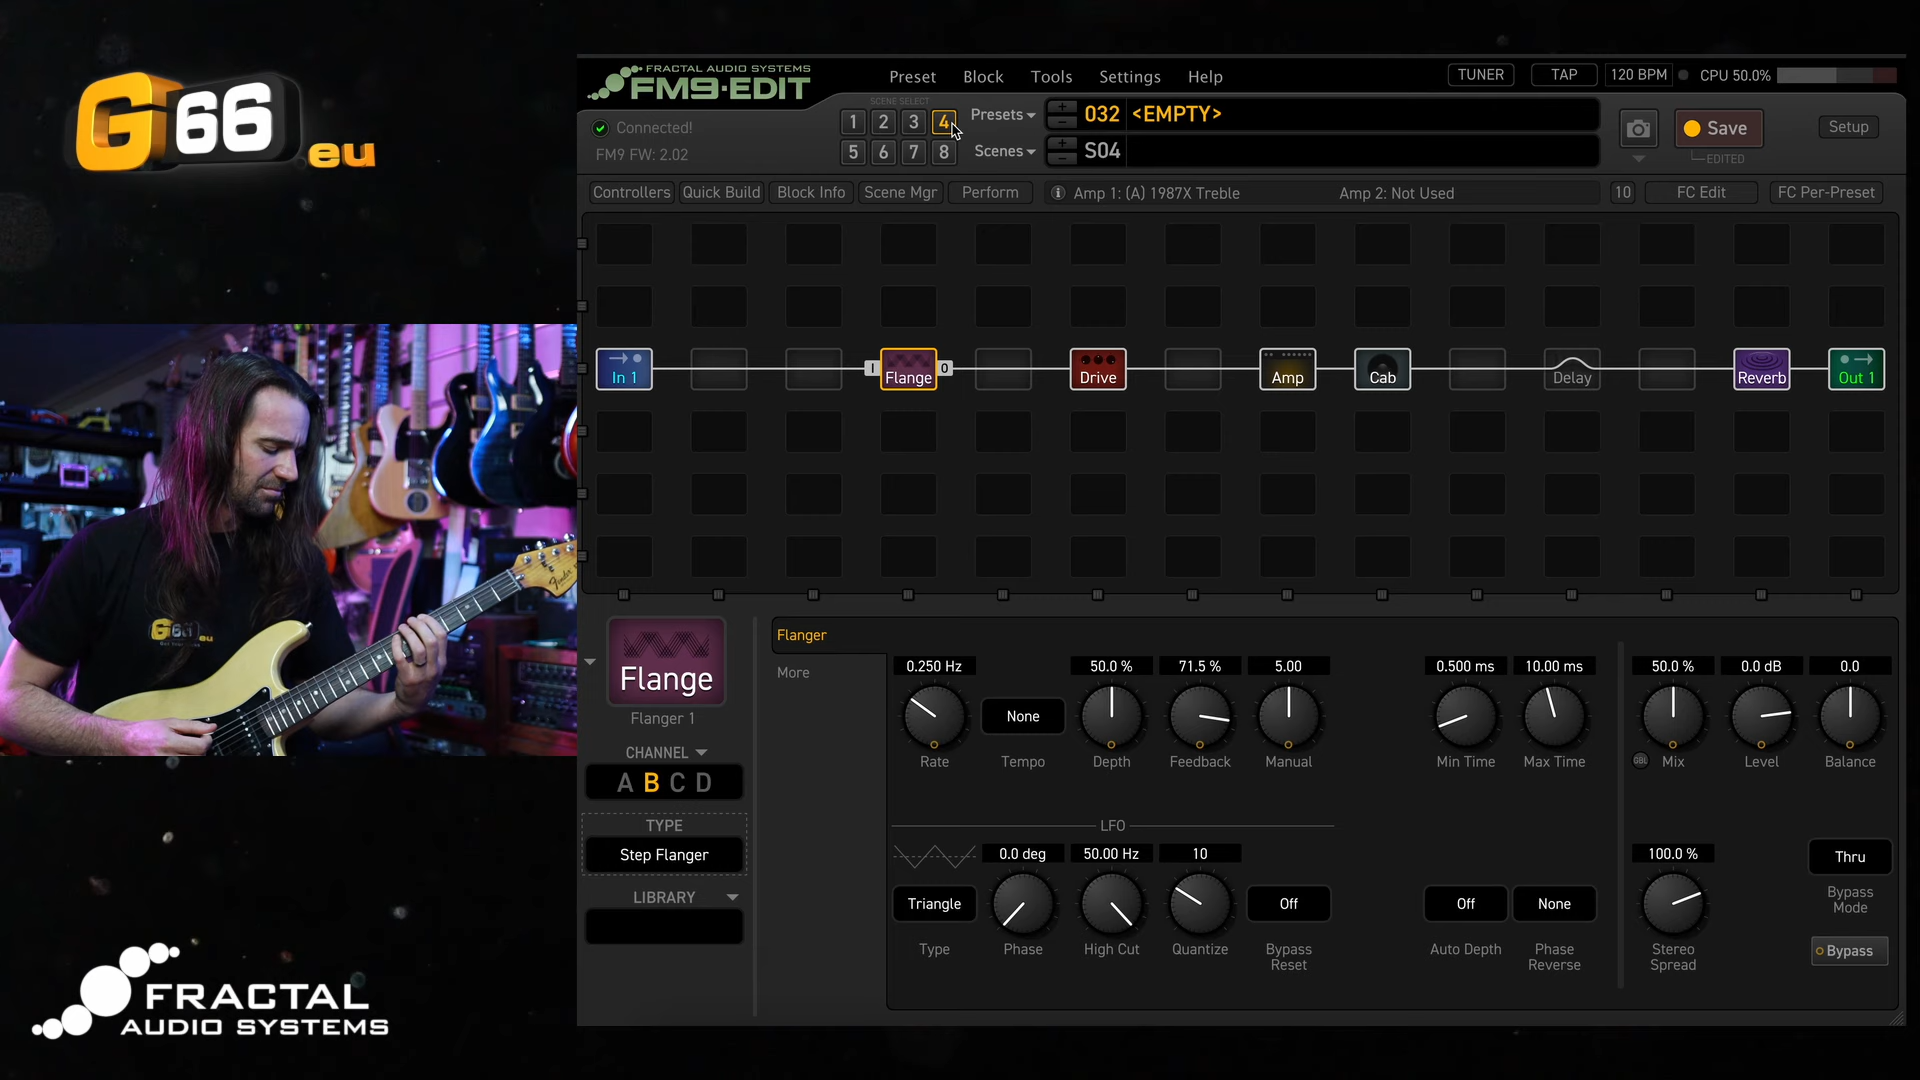 G66
.eu
FRACTAL AUDIO SYSTEMS
FM9·EDIT
Preset Block Tools Settings Help
TUNER TAP 120 BPM CPU 50.0%
Connected!
FM9 FW: 2.02
SCENE SELECT
1 2 3 4
5 6 7 8
Presets
032 <EMPTY>
Scenes
S04
Save
EDITED
Setup
Controllers Quick Build Block Info Scene Mgr Perform
Amp 1: (A) 1987X Treble Amp 2: Not Used
10 FC Edit FC Per-Preset
In 1 I Flange O Drive Amp Cab Delay Reverb Out 1
G66.eu
Fender
Flange
Flanger 1
CHANNEL
A B C D
TYPE
Step Flanger
LIBRARY
Flanger
More
0.250 Hz 50.0 % 71.5 % 5.00 0.500 ms 10.00 ms 50.0 % 0.0 dB 0.0
None
Rate Tempo Depth Feedback Manual Min Time Max Time GBL Mix Level Balance
LFO
0.0 deg 50.00 Hz 10 100.0 %
Triangle Off Off None Thru
Type Phase High Cut Quantize Bypass Reset Auto Depth Phase Reverse Stereo Spread Bypass Mode
Bypass
FRACTAL
AUDIO SYSTEMS